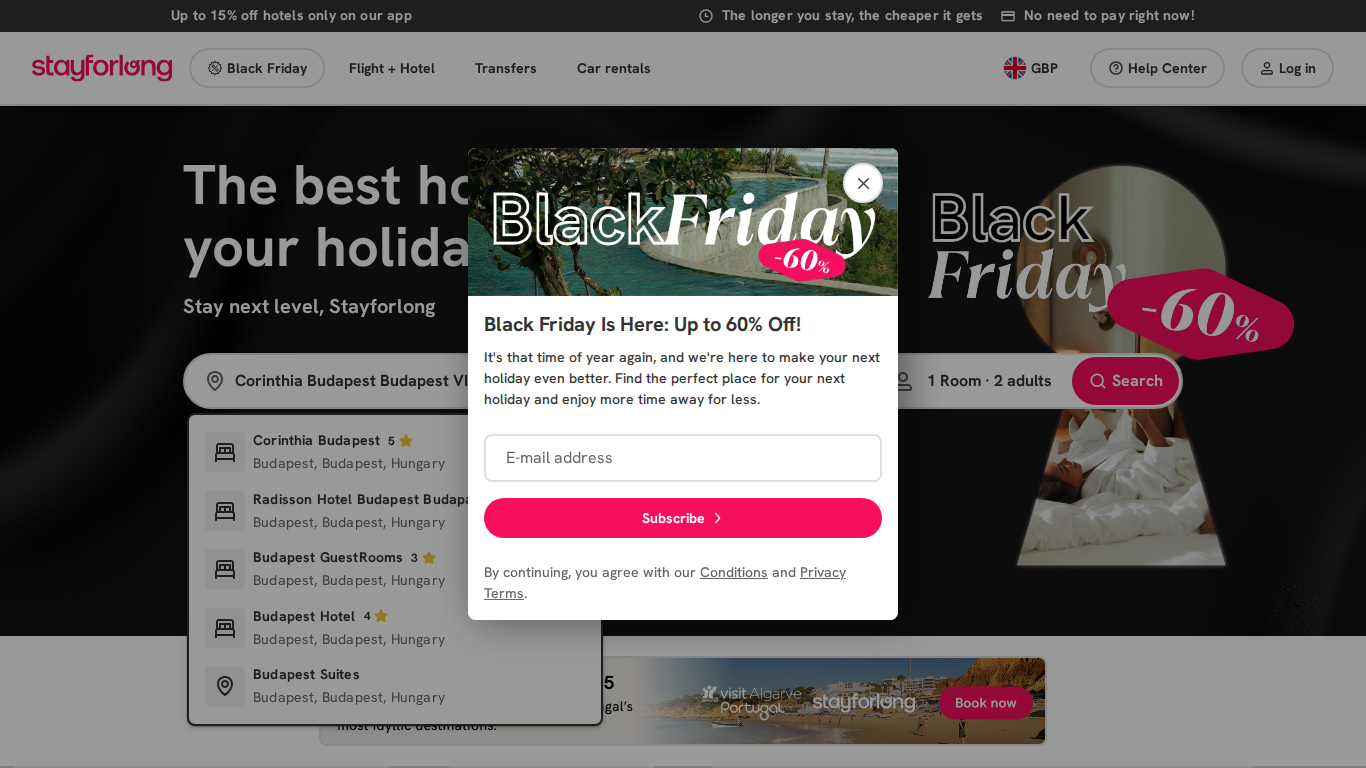 Up to 15% off hotels only on our app
The longer you stay, the cheaper it gets
No need to pay right now!
stayforlong
Black Friday
Flight + Hotel
Transfers
Car rentals
GBP
Help Center
Log in
The best ho
your holida
Stay next level, Stayforlong
Black
Friday
-60%
Corinthia Budapest Budapest VI
1 Room · 2 adults
Search
Corinthia Budapest 5
Budapest, Budapest, Hungary
Radisson Hotel Budapest Budapa
Budapest, Budapest, Hungary
Budapest GuestRooms 3
Budapest, Budapest, Hungary
Budapest Hotel 4
Budapest, Budapest, Hungary
Budapest Suites
Budapest, Budapest, Hungary
BlackFriday
-60%
Black Friday Is Here: Up to 60% Off!
It's that time of year again, and we're here to make your next
holiday even better. Find the perfect place for your next
holiday and enjoy more time away for less.
E-mail address
Subscribe
By continuing, you agree with our Conditions and Privacy
Terms.
5
gal's
most idyllic destinations.
visit Algarve
Portugal
stayforlong
Book now